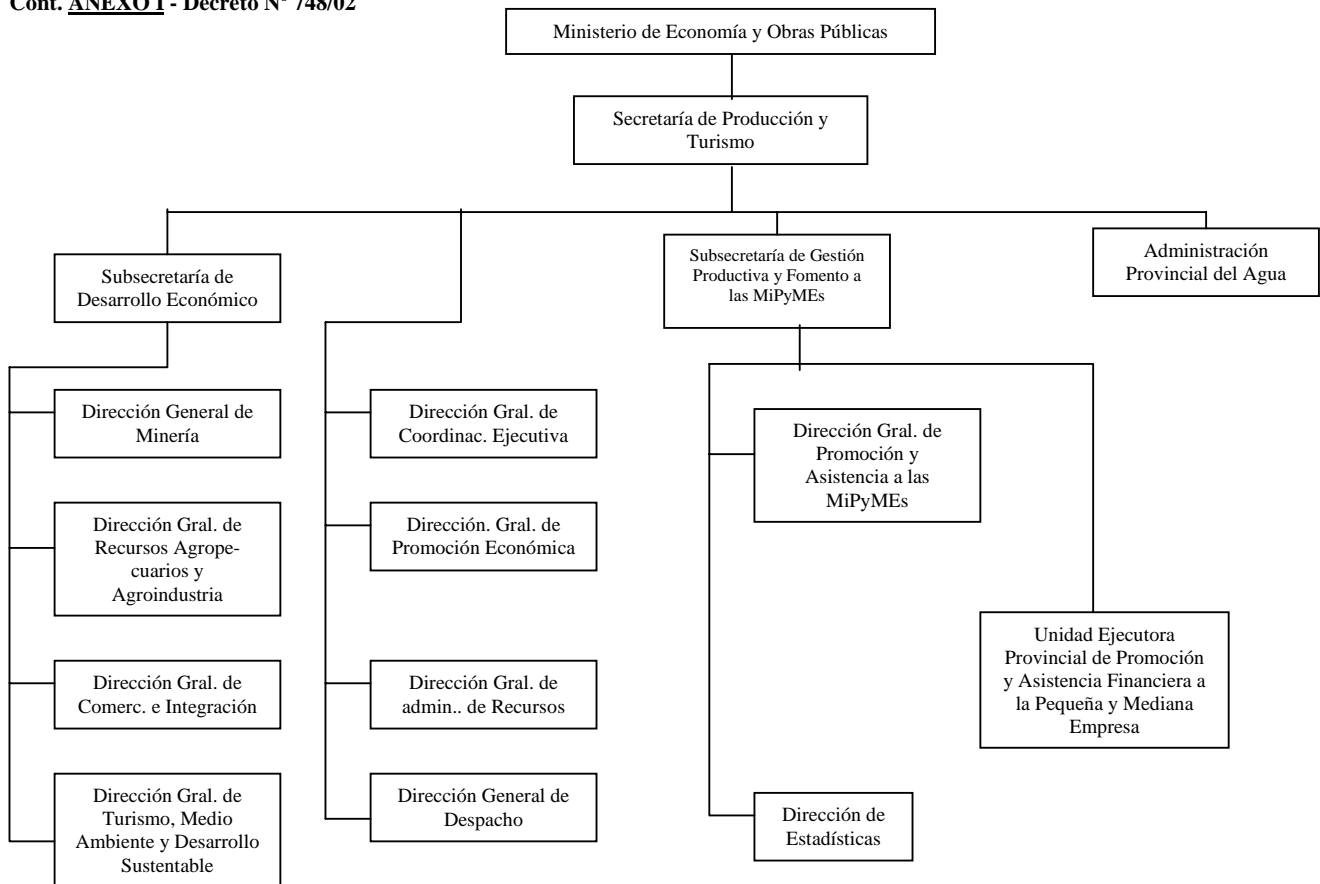 Cont. ANEXO I - Decreto N° 748/02
Ministerio de Economía y Obras Públicas
Secretaría de Producción y
Turismo
Subsecretaría de
Desarrollo Económico
Subsecretaría de Gestión
Productiva y Fomento a
las MiPyMEs
Administración
Provincial del Agua
Dirección General de
Minería
Dirección Gral. de
Recursos Agrope-
cuarios y
Agroindustria
Dirección Gral. de
Comerc. e Integración
Dirección Gral. de
Turismo, Medio
Ambiente y Desarrollo
Sustentable
Dirección Gral. de
Coordinac. Ejecutiva
Dirección. Gral. de
Promoción Económica
Dirección Gral. de
admin.. de Recursos
Dirección General de
Despacho
Dirección Gral. de
Promoción y
Asistencia a las
MiPyMEs
Dirección de
Estadísticas
Unidad Ejecutora
Provincial de Promoción
y Asistencia Financiera a
la Pequeña y Mediana
Empresa